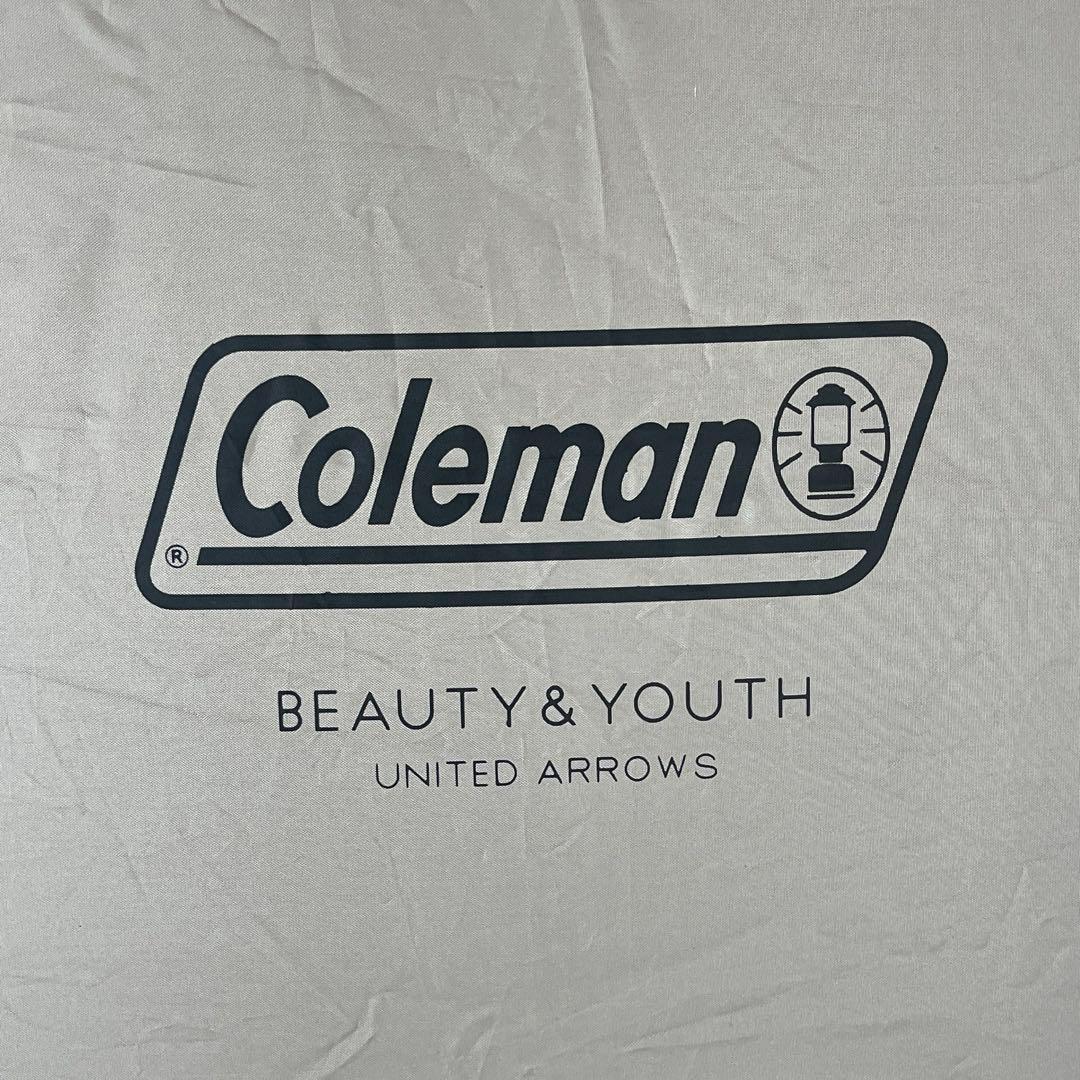 Coleman
®
BEAUTY & YOUTH
UNITED ARROWS